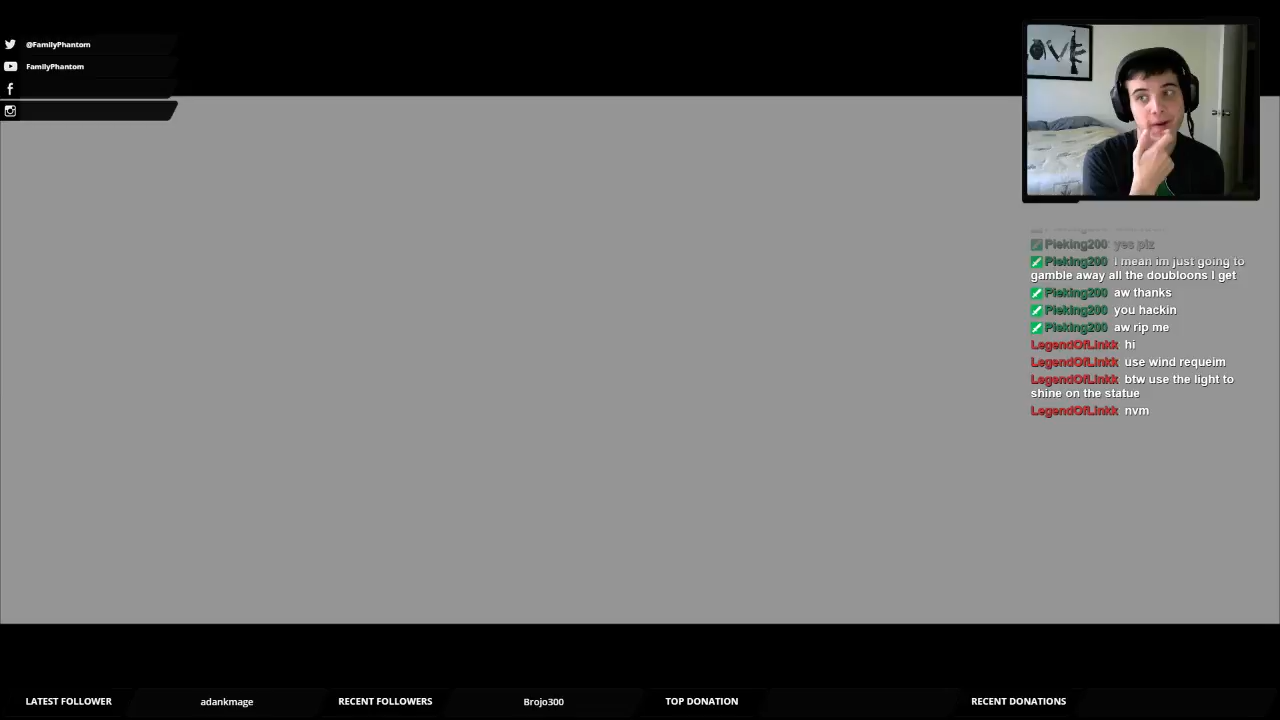 @FamilyPhantom
FamilyPhantom
Pieking200 yes plz
Pieking200 I mean im just going to
gamble away all the doubloons I get
Pieking200 aw thanks
Pieking200 you hackin
Pieking200 aw rip me
LegendOfLinkk hi
LegendOfLinkk use wind requeim
LegendOfLinkk btw use the light to
shine on the statue
LegendOfLinkk nvm
LATEST FOLLOWER adankmage RECENT FOLLOWERS Brojo300 TOP DONATION RECENT DONATIONS